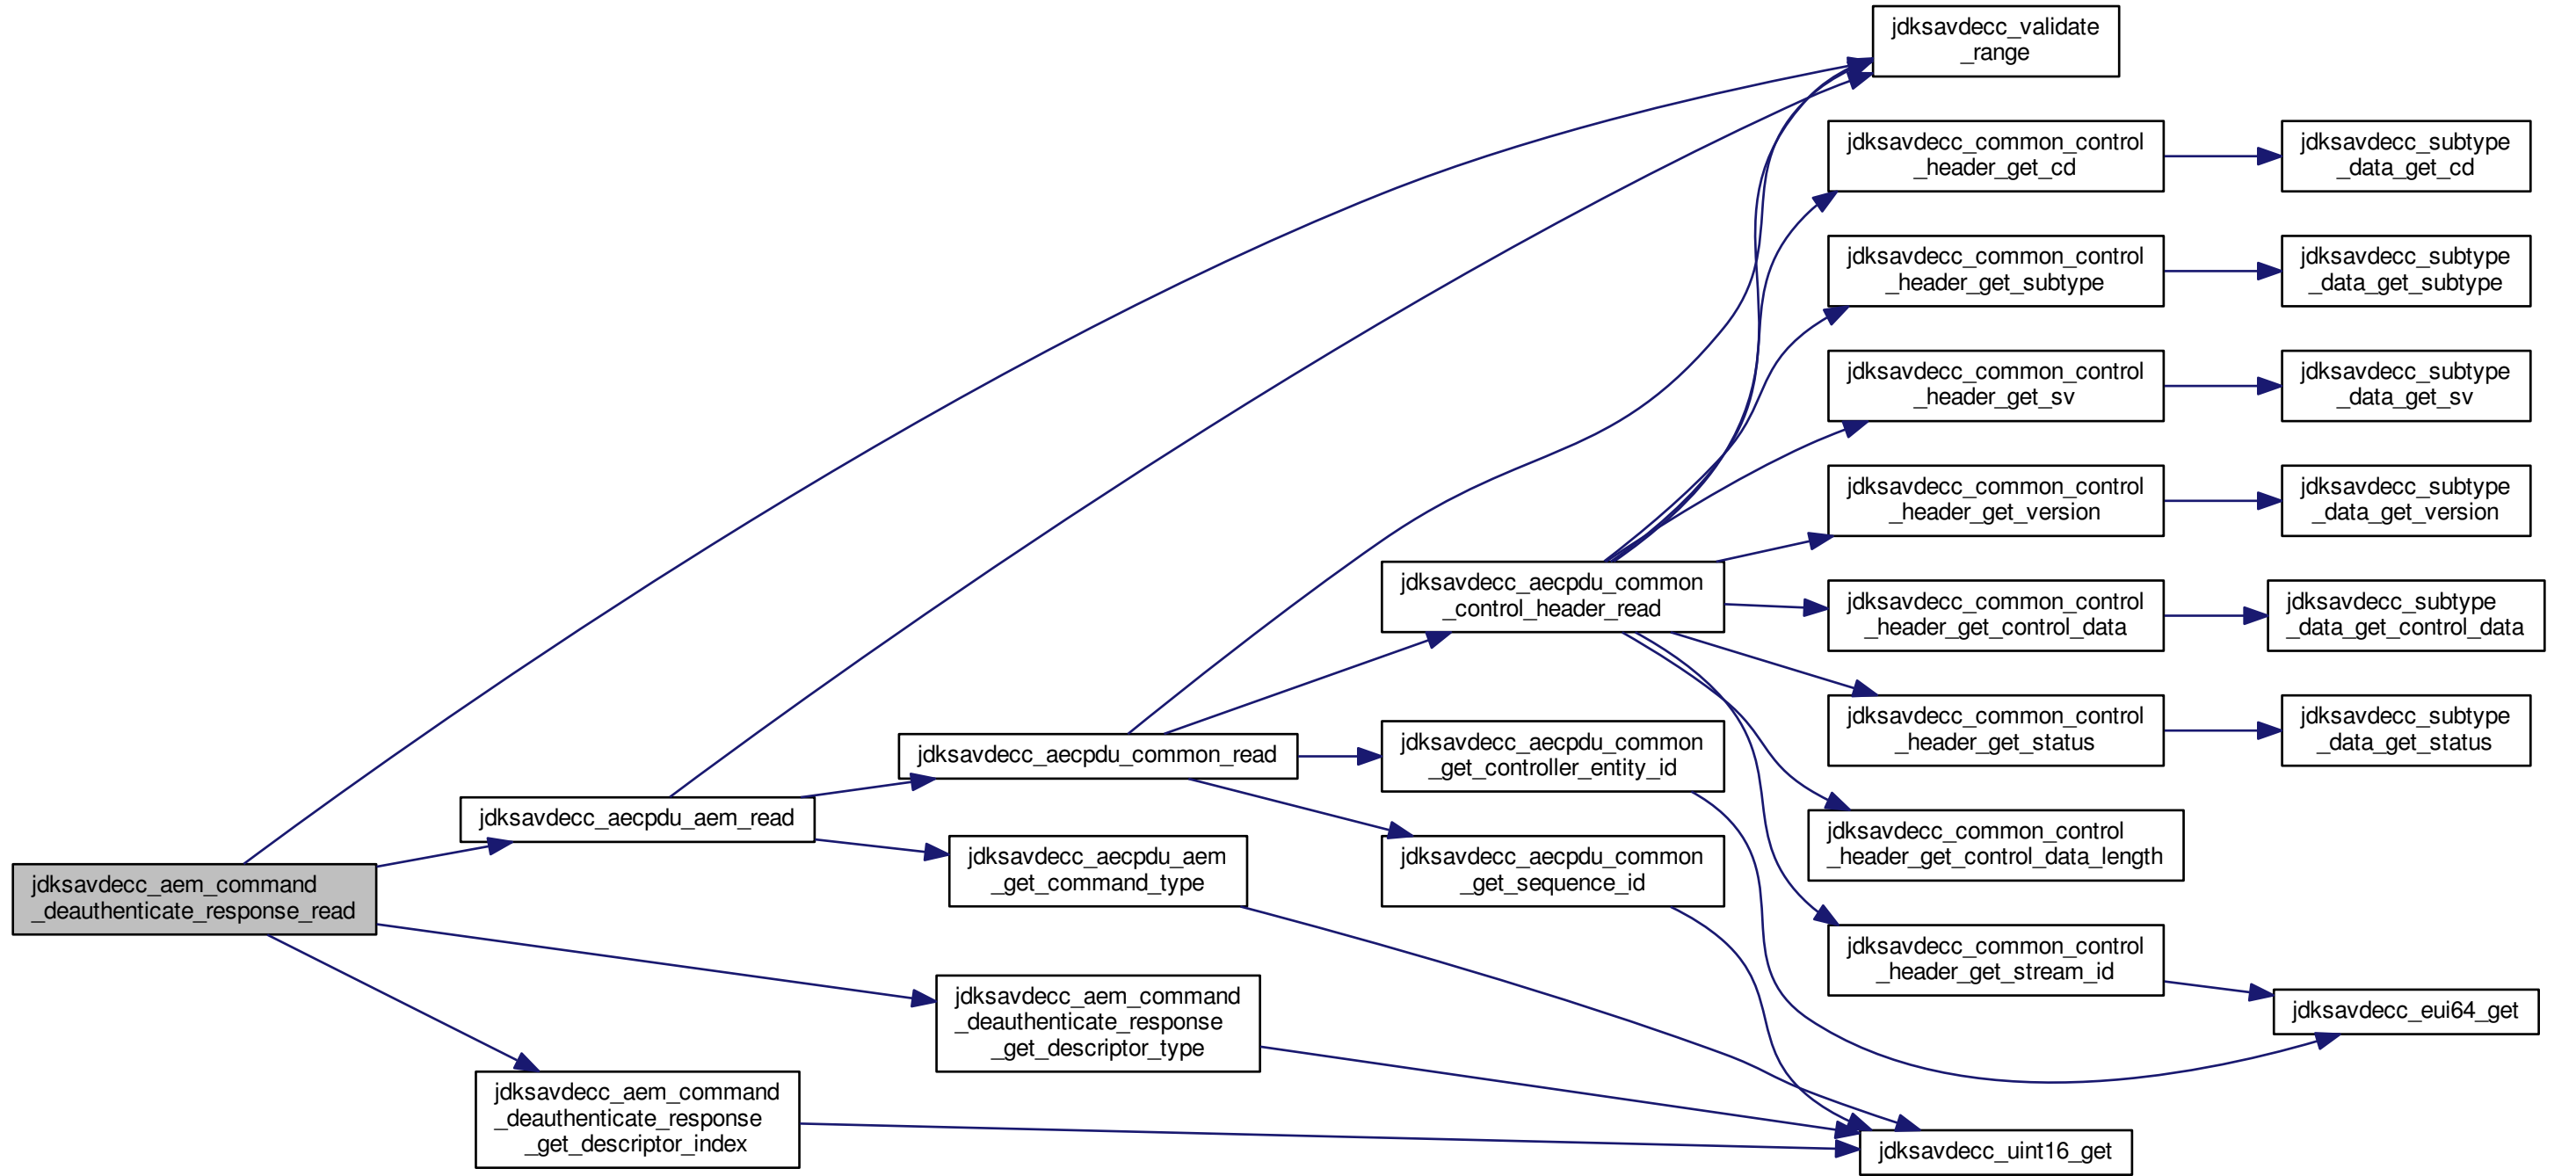 jdksavdecc_validate
_range
jdksavdecc_common_control
_header_get_cd
jdksavdecc_subtype
_data_get_cd
jdksavdecc_common_control
_header_get_subtype
jdksavdecc_subtype
_data_get_subtype
jdksavdecc_common_control
_header_get_sv
jdksavdecc_subtype
_data_get_sv
jdksavdecc_common_control
_header_get_version
jdksavdecc_subtype
_data_get_version
jdksavdecc_aecpdu_common
_control_header_read
jdksavdecc_common_control
_header_get_control_data
jdksavdecc_subtype
_data_get_control_data
jdksavdecc_common_control
_header_get_status
jdksavdecc_subtype
_data_get_status
jdksavdecc_aecpdu_common_read
jdksavdecc_aecpdu_common
_get_controller_entity_id
jdksavdecc_aecpdu_aem_read
jdksavdecc_common_control
_header_get_control_data_length
jdksavdecc_aecpdu_aem
_get_command_type
jdksavdecc_aecpdu_common
_get_sequence_id
jdksavdecc_aem_command
_deauthenticate_response_read
jdksavdecc_common_control
_header_get_stream_id
jdksavdecc_eui64_get
jdksavdecc_aem_command
_deauthenticate_response
_get_descriptor_type
jdksavdecc_aem_command
_deauthenticate_response
_get_descriptor_index
jdksavdecc_uint16_get